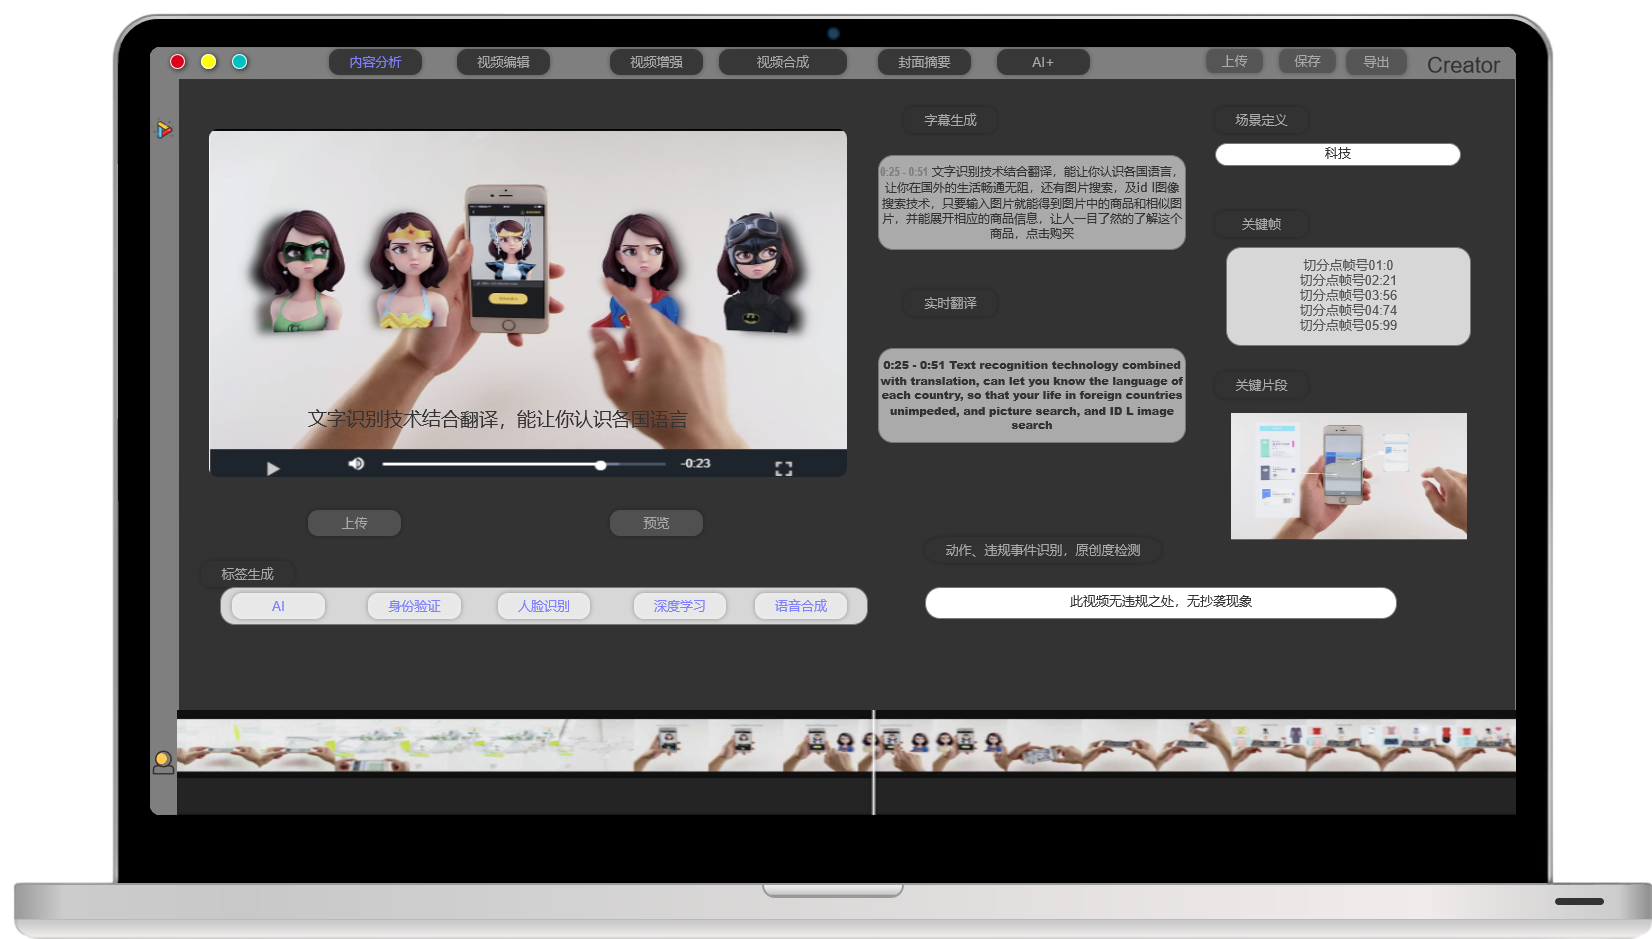 内容分析
视频编辑
视频增强
视频合成
封面摘要
AI+
上传
保存
导出
Creator
文字识别技术结合翻译，能让你认识各国语言
-0:23
上传
预览
标签生成
AI
身份验证
人脸识别
深度学习
语音合成
字幕生成
0:25 - 0:51 文字识别技术结合翻译，能让你认识各国语言，
让你在国外的生活畅通无阻，还有图片搜索，及id l图像
搜索技术，只要输入图片就能得到图片中的商品和相似图
片，并能展开相应的商品信息，让人一目了然的了解这个
商品，点击购买
实时翻译
0:25 - 0:51 Text recognition technology combined
with translation, can let you know the language of
each country, so that your life in foreign countries
unimpeded, and picture search, and ID L image
search
动作、违规事件识别，原创度检测
此视频无违规之处，无抄袭现象
场景定义
科技
关键帧
切分点帧号01:0
切分点帧号02:21
切分点帧号03:56
切分点帧号04:74
切分点帧号05:99
关键片段